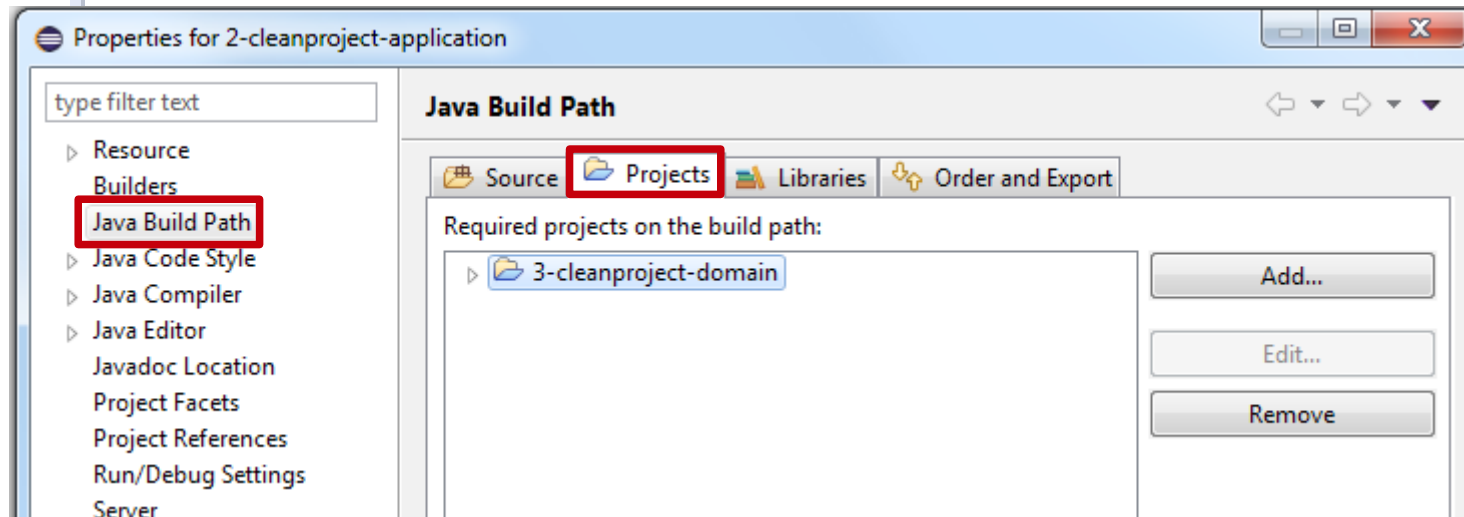 Properties for 2-cleanproject-application
type filter text
Resource
Builders
Java Build Path
Java Code Style
Java Compiler
Java Editor
Javadoc Location
Project Facets
Project References
Run/Debug Settings
Server
Java Build Path
Source Projects Libraries Order and Export
Required projects on the build path:
3-cleanproject-domain
Add...
Edit...
Remove